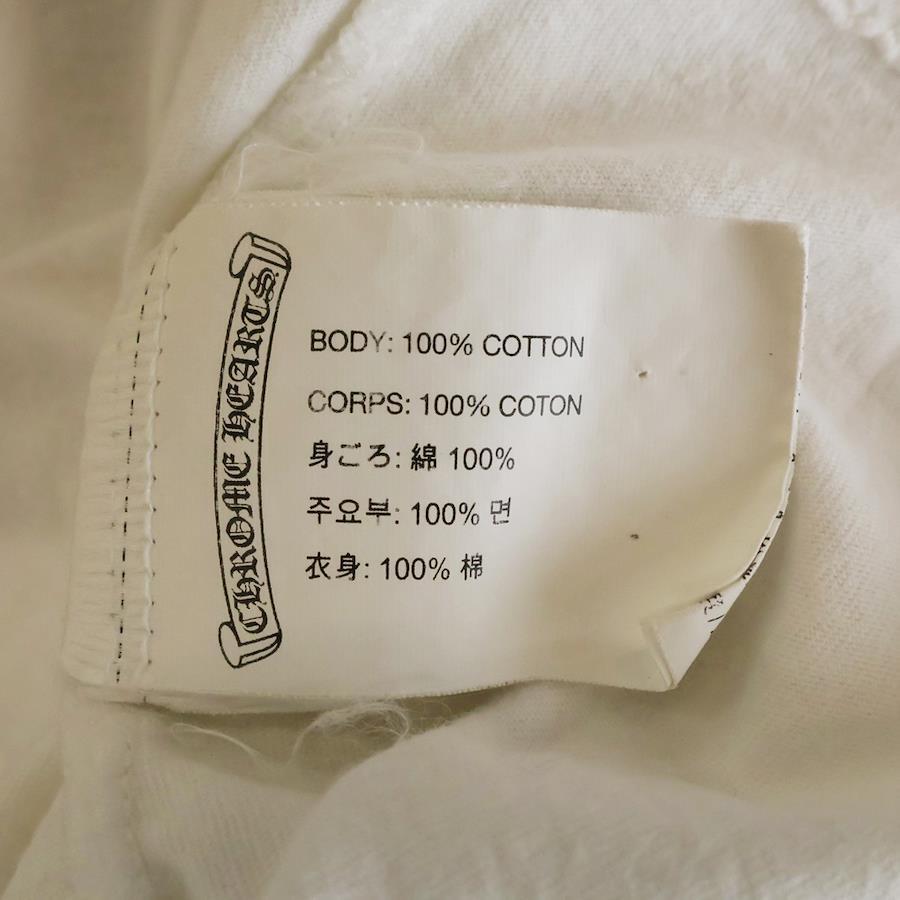 CHROME HEARTS
BODY: 100% COTTON
CORPS: 100% COTON
身ごろ: 綿 100%
주요부: 100% 면
衣身: 100% 棉